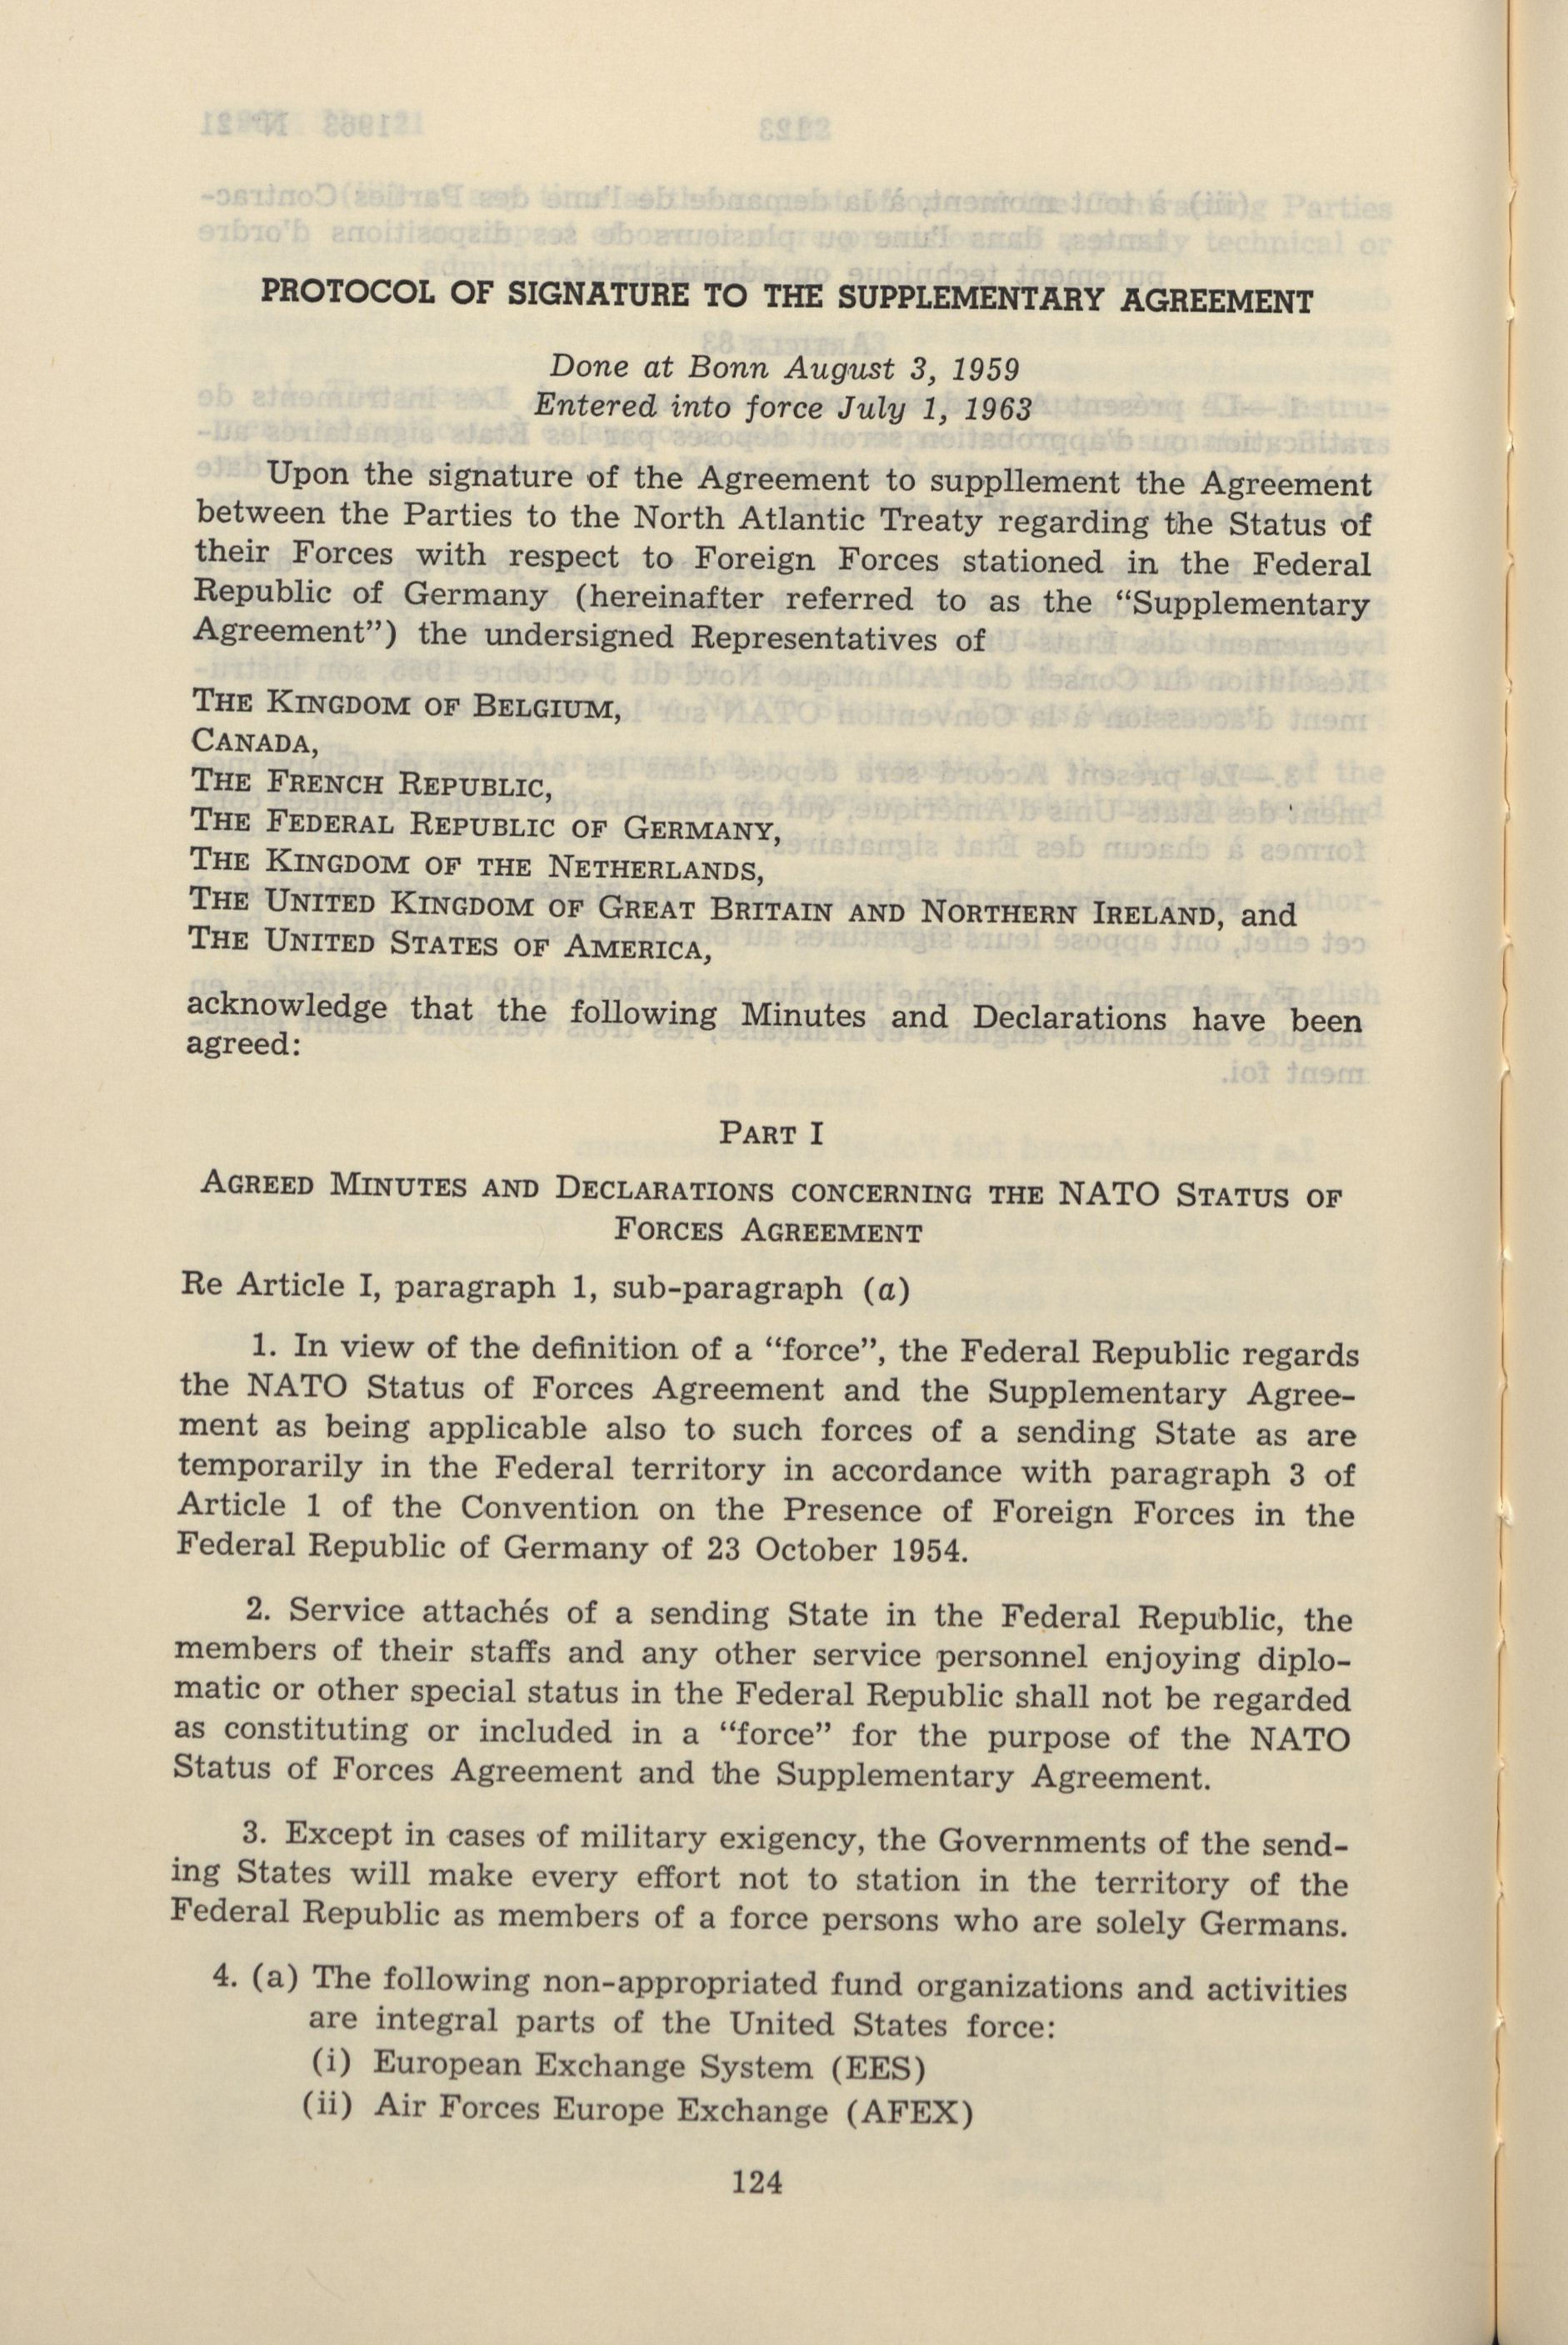 PROTOCOL OF SIGNATURE TO THE SUPPLEMENTARY AGREEMENT
Done at Bonn August 3, 1959
Entered into force July 1, 1963
Upon the signature of the Agreement to suppllement the Agreement
between the Parties to the North Atlantic Treaty regarding the Status of
their Forces with respect to Foreign Forces stationed in the Federal
Republic of Germany (hereinafter referred to as the “Supplementary
Agreement”) the undersigned Representatives of
THE KINGDOM OF BELGIUM,
CANADA,
THE FRENCH REPUBLIC,
THE FEDERAL REPUBLIC OF GERMANY,
THE KINGDOM OF THE NETHERLANDS,
THE UNITED KINGDOM OF GREAT BRITAIN AND NORTHERN IRELAND, and
THE UNITED STATES OF AMERICA,
acknowledge that the following Minutes and Declarations have been
agreed:
PART I
AGREED MINUTES AND DECLARATIONS CONCERNING THE NATO STATUS OF
FORCES AGREEMENT
Re Article I, paragraph 1, sub-paragraph (a)
1. In view of the definition of a “force”, the Federal Republic regards
the NATO Status of Forces Agreement and the Supplementary Agree-
ment as being applicable also to such forces of a sending State as are
temporarily in the Federal territory in accordance with paragraph 3 of
Article 1 of the Convention on the Presence of Foreign Forces in the
Federal Republic of Germany of 23 October 1954.
2. Service attachés of a sending State in the Federal Republic, the
members of their staffs and any other service personnel enjoying diplo-
matic or other special status in the Federal Republic shall not be regarded
as constituting or included in a “force” for the purpose of the NATO
Status of Forces Agreement and the Supplementary Agreement.
3. Except in cases of military exigency, the Governments of the send-
ing States will make every effort not to station in the territory of the
Federal Republic as members of a force persons who are solely Germans.
4. (a) The following non-appropriated fund organizations and activities
are integral parts of the United States force:
(i) European Exchange System (EES)
(ii) Air Forces Europe Exchange (AFEX)
124